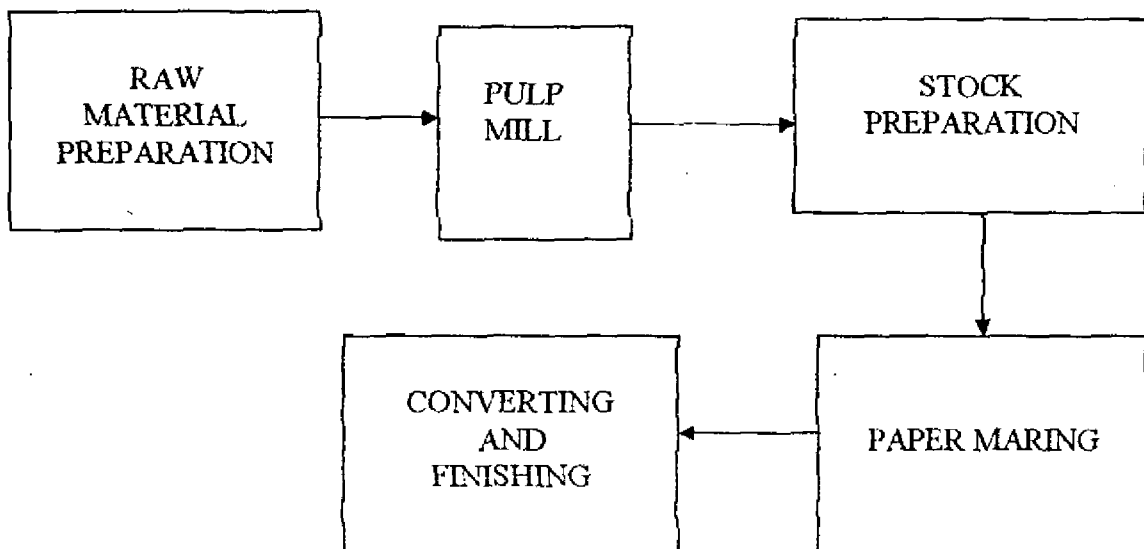 RAW
MATERIAL
PREPARATION
PULP
MILL
STOCK
PREPARATION
CONVERTING
AND
FINISHING
PAPER MARING